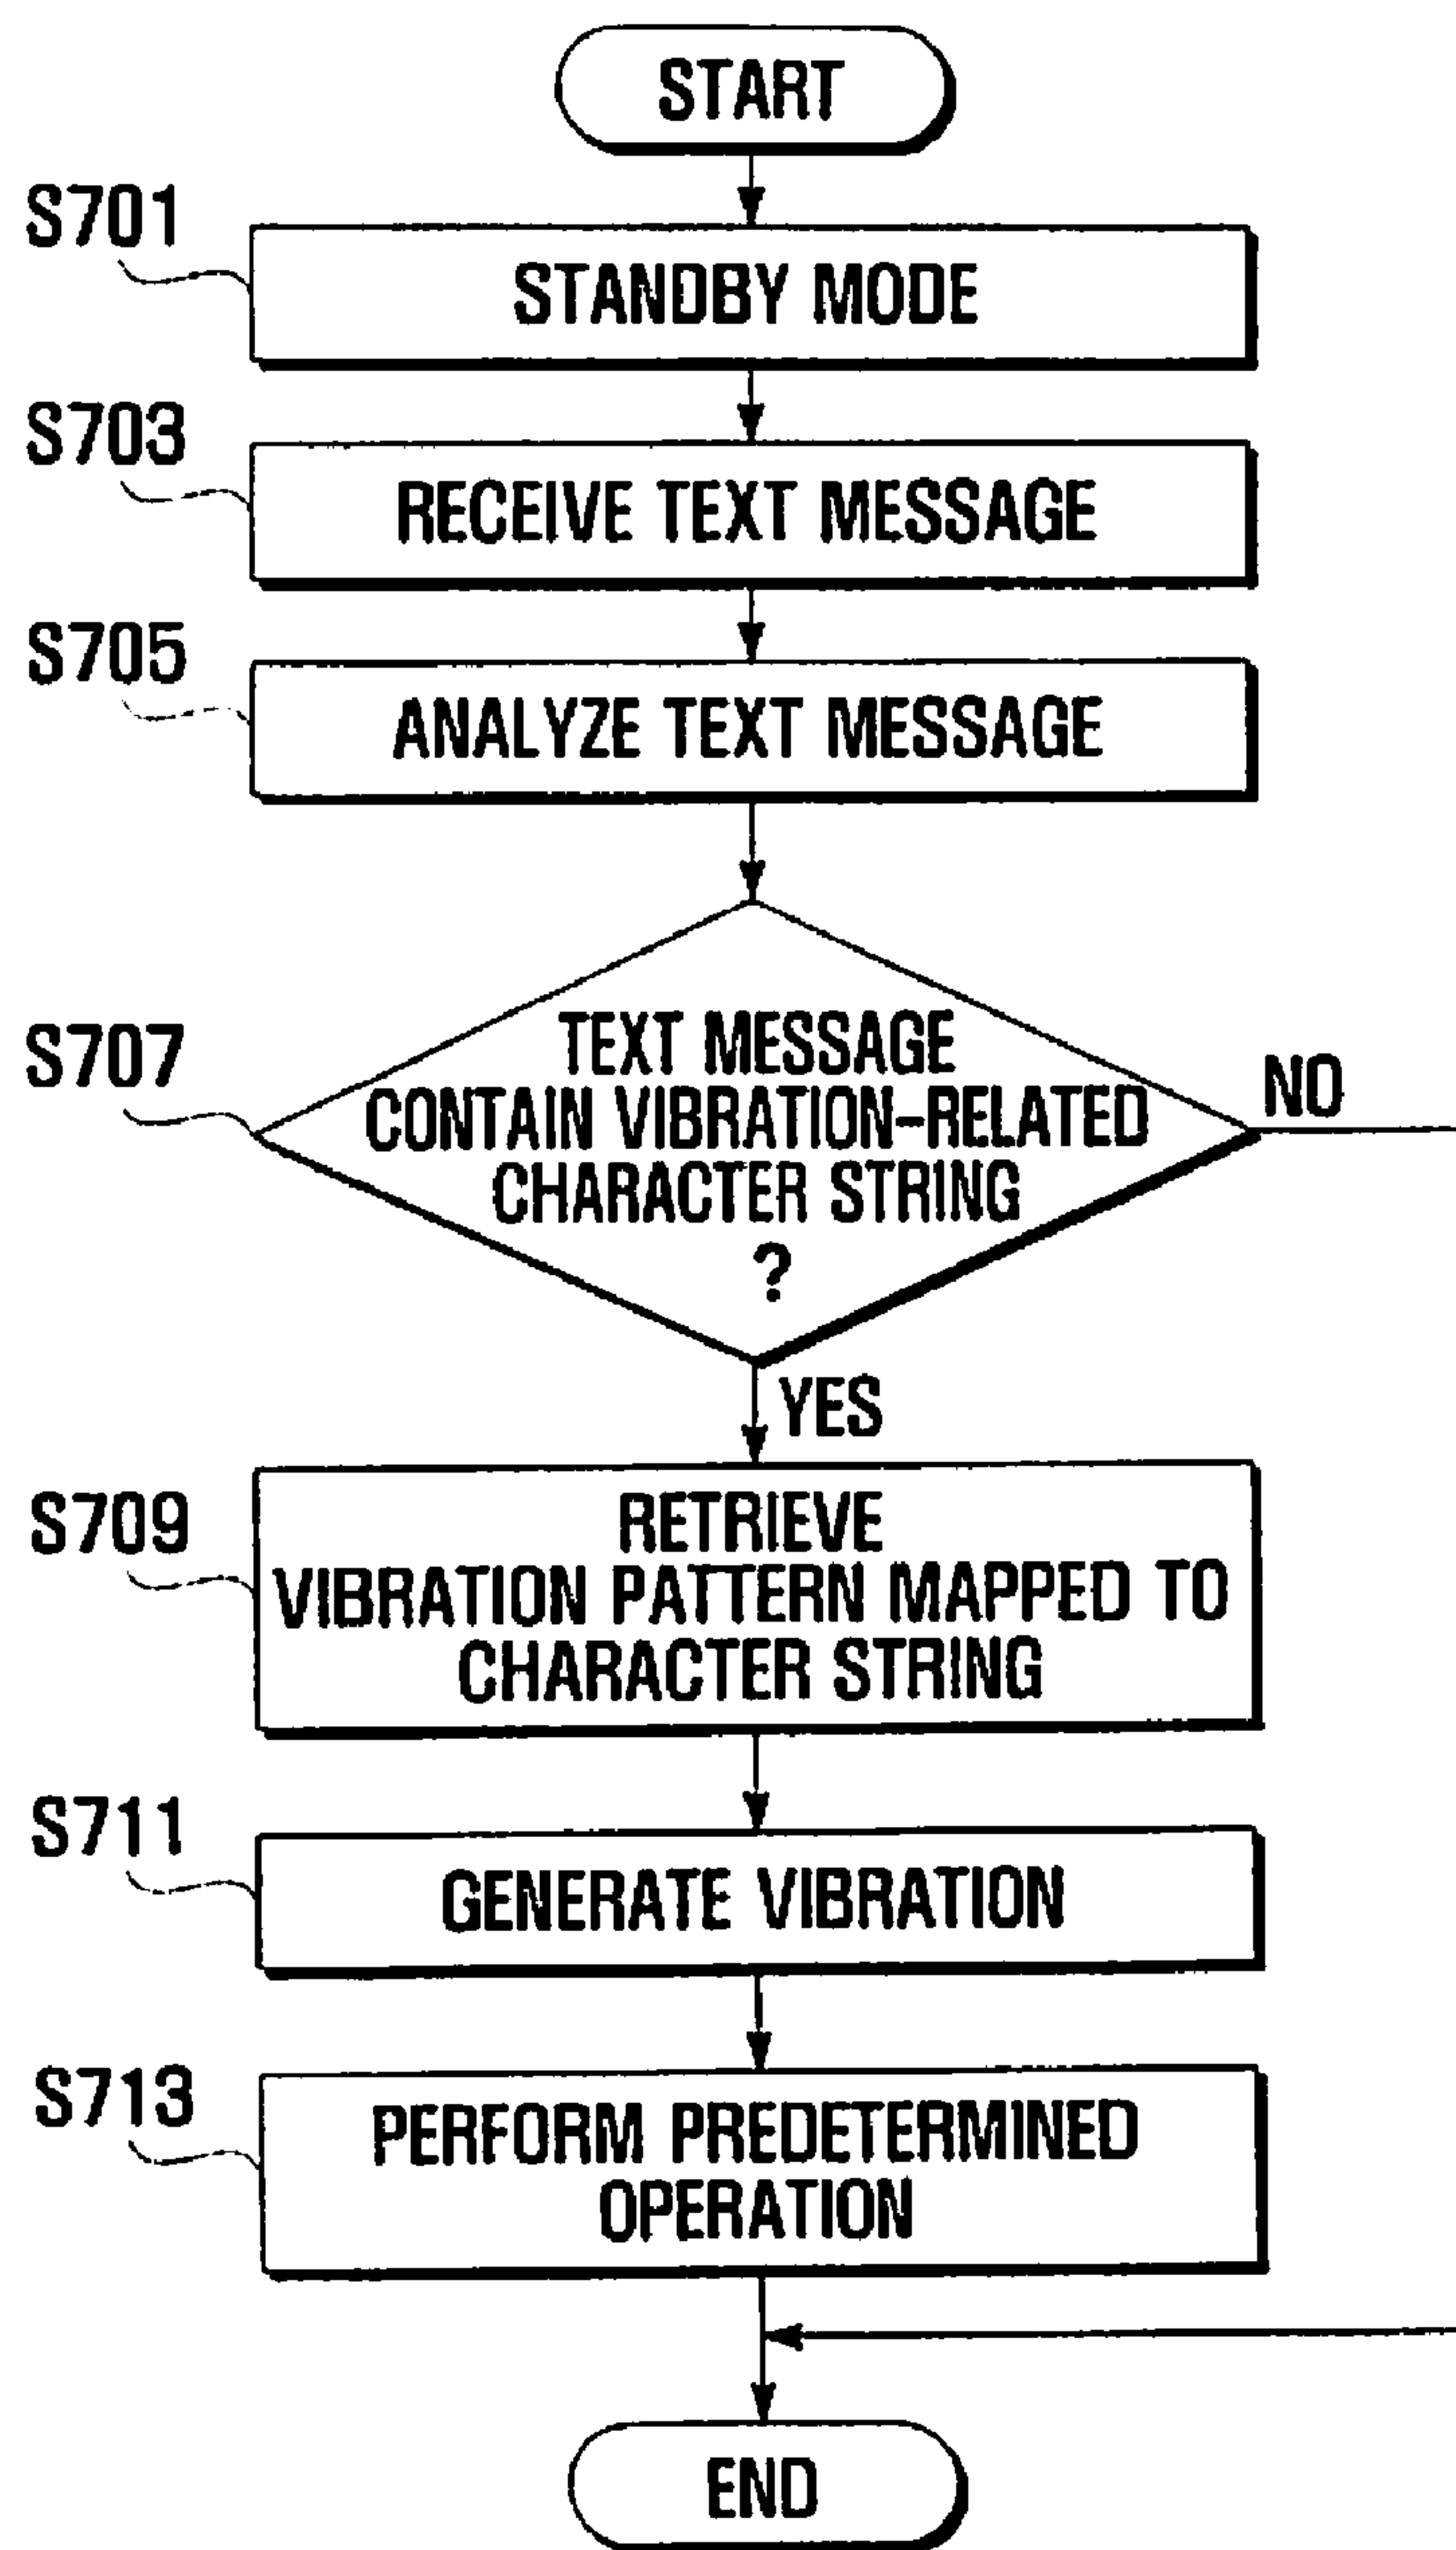 START
S701
STANDBY MODE
S703
RECEIVE TEXT MESSAGE
S705
ANALYZE TEXT MESSAGE
S707
TEXT MESSAGE
CONTAIN VIBRATION-RELATED
CHARACTER STRING
?
NO
YES
S709
RETRIEVE
VIBRATION PATTERN MAPPED TO
CHARACTER STRING
S711
GENERATE VIBRATION
S713
PERFORM PREDETERMINED
OPERATION
END